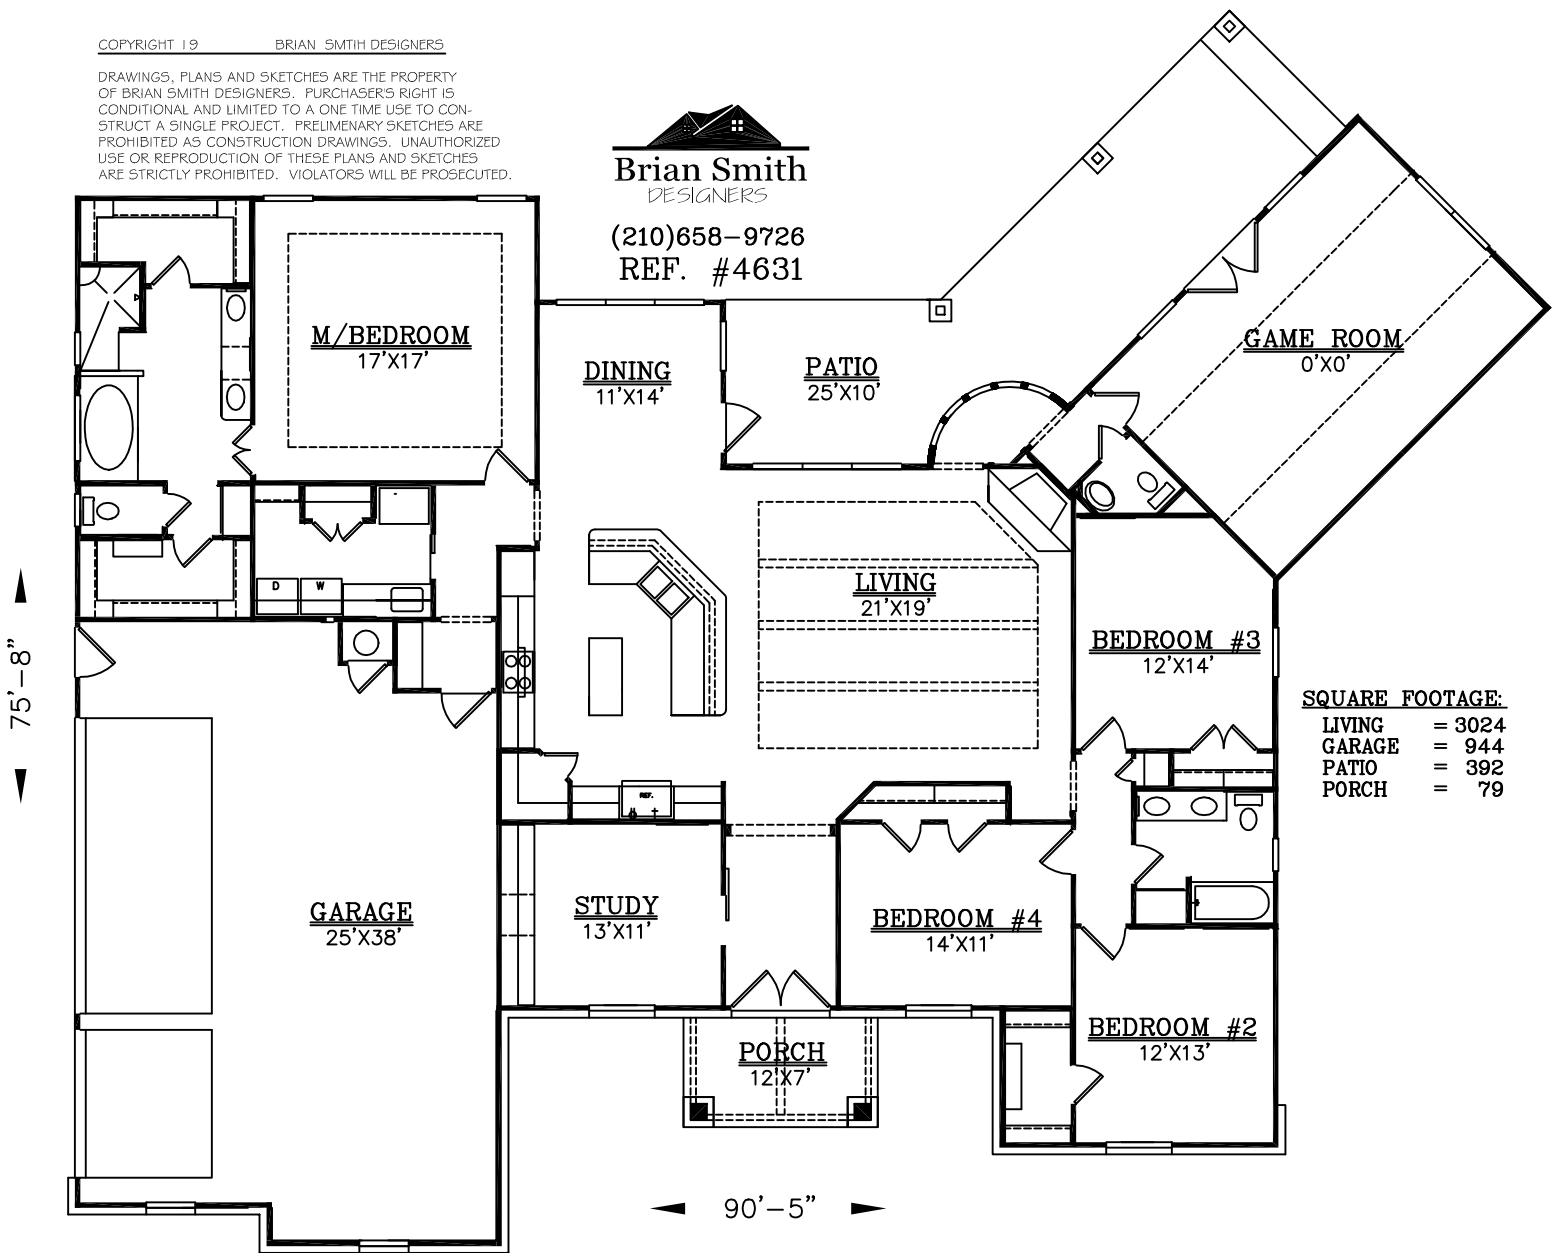 COPYRIGHT 19 BRIAN SMTIH DESIGNERS
DRAWINGS, PLANS AND SKETCHES ARE THE PROPERTY
OF BRIAN SMITH DESIGNERS. PURCHASER'S RIGHT IS
CONDITIONAL AND LIMITED TO A ONE TIME USE TO CON-
STRUCT A SINGLE PROJECT. PRELIMENARY SKETCHES ARE
PROHIBITED AS CONSTRUCTION DRAWINGS. UNAUTHORIZED
USE OR REPRODUCTION OF THESE PLANS AND SKETCHES
ARE STRICTLY PROHIBITED. VIOLATORS WILL BE PROSECUTED.
Brian Smith
DESIGNERS
(210)658-9726
REF. #4631
M/BEDROOM
17'X17'
DINING
11'X14'
PATIO
25'X10'
GAME ROOM
0'X0'
D W
LIVING
21'X19'
BEDROOM #3
12'X14'
75'-8"
SQUARE FOOTAGE:
LIVING = 3024
GARAGE = 944
PATIO = 392
PORCH = 79
REF.
GARAGE
25'X38'
STUDY
13'X11'
BEDROOM #4
14'X11'
BEDROOM #2
12'X13'
PORCH
12'X7'
90'-5"